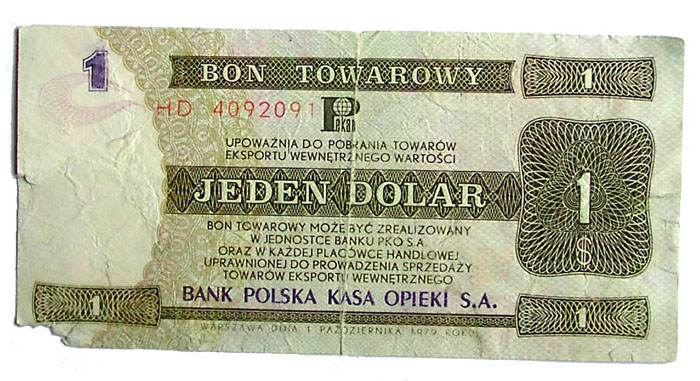 1
BON TOWAROWY
1
HD 4092091
Pekao
UPOWAŻNIA DO POBRANIA TOWARÓW
EKSPORTU WEWNĘTRZNEGO WARTOŚCI
JEDEN DOLAR
1
$
BON TOWAROWY MOŻE BYĆ ZREALIZOWANY
W JEDNOSTCE BANKU PKO S.A.
ORAZ W KAŻDEJ PLACÓWCE HANDLOWEJ
UPRAWNIONEJ DO PROWADZENIA SPRZEDAŻY
TOWARÓW EKSPORTU WEWNĘTRZNEGO
1
BANK POLSKA KASA OPIEKI S.A.
1
WARSZAWA DNIA 1 PAŹDZIERNIKA 1979 ROKU